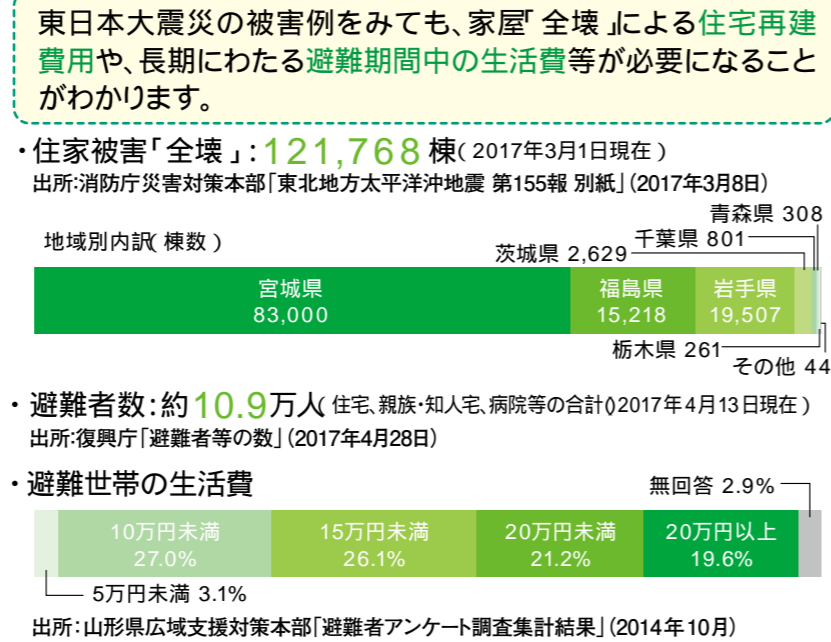 東日本大震災の被害例をみても、家屋「全壊」による住宅再建
費用や、長期にわたる避難期間中の生活費等が必要になること
がわかります。
・住家被害「全壊」:121,768棟(2017年3月1日現在)
出所:消防庁災害対策本部「東北地方太平洋沖地震 第155報 別紙」(2017年3月8日)
青森県 308
地域別内訳(棟数)
千葉県 801
茨城県 2,629
宮城県
83,000
福島県
15,218
岩手県
19,507
栃木県 261
その他 44
・避難者数:約10.9万人(住宅、親族・知人宅、病院等の合計)(2017年4月13日現在)
出所:復興庁「避難者等の数」(2017年4月28日)
・避難世帯の生活費
無回答 2.9%
10万円未満
27.0%
15万円未満
26.1%
20万円未満
21.2%
20万円以上
19.6%
5万円未満 3.1%
出所:山形県広域支援対策本部「避難者アンケート調査集計結果」(2014年10月)